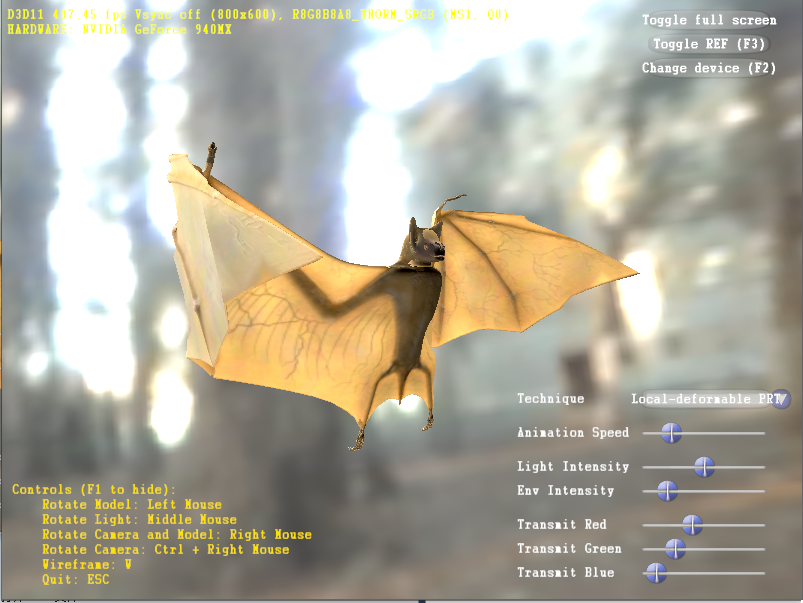 D3D11 437.45 fps Vsync off (800x600), R8G8B8A8_UNORM_SRGB (MS1, Q0)
HARDWARE: NVIDIA GeForce 940MX
Toggle full screen
Toggle REF (F3)
Change device (F2)
Technique Local-deformable PRT
Animation Speed
Light Intensity
Env Intensity
Transmit Red
Transmit Green
Transmit Blue
Controls (F1 to hide):
Rotate Model: Left Mouse
Rotate Light: Middle Mouse
Rotate Camera and Model: Right Mouse
Rotate Camera: Ctrl + Right Mouse
Wireframe: W
Quit: ESC